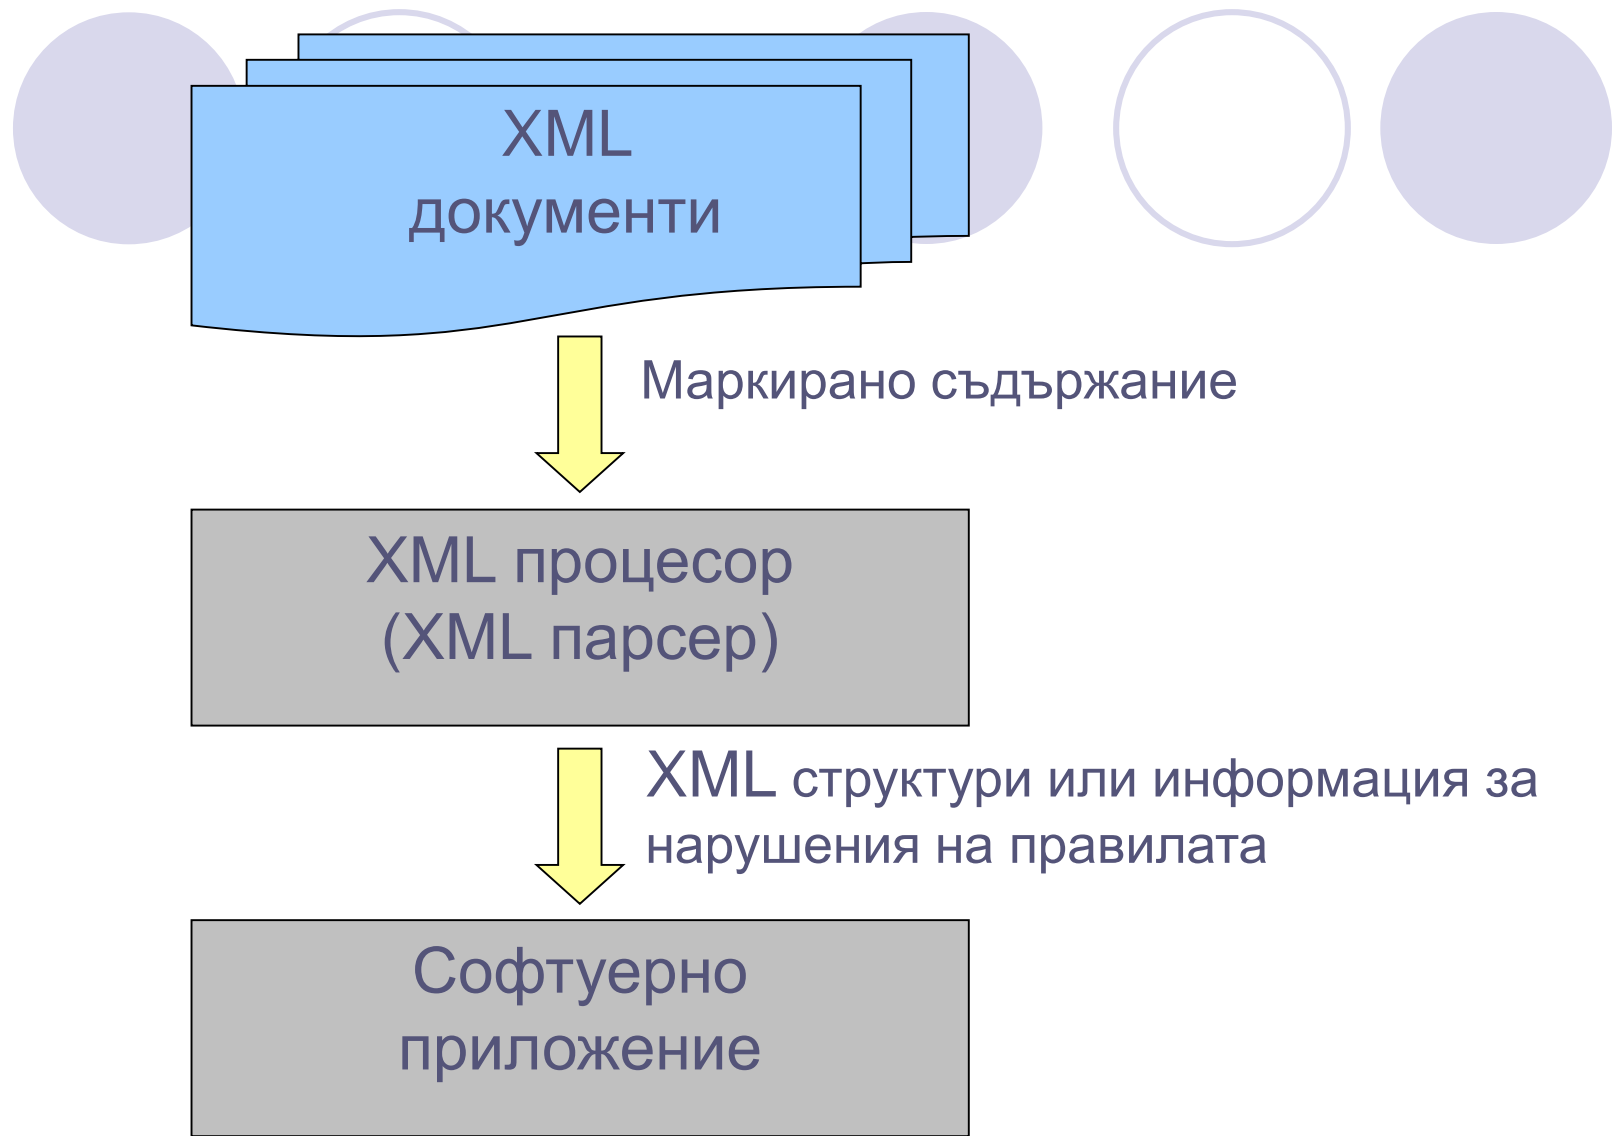 XML
документи
Маркирано съдържание
XML процесор
(XML парсер)
XML структури или информация за
нарушения на правилата
Софтуерно
приложение